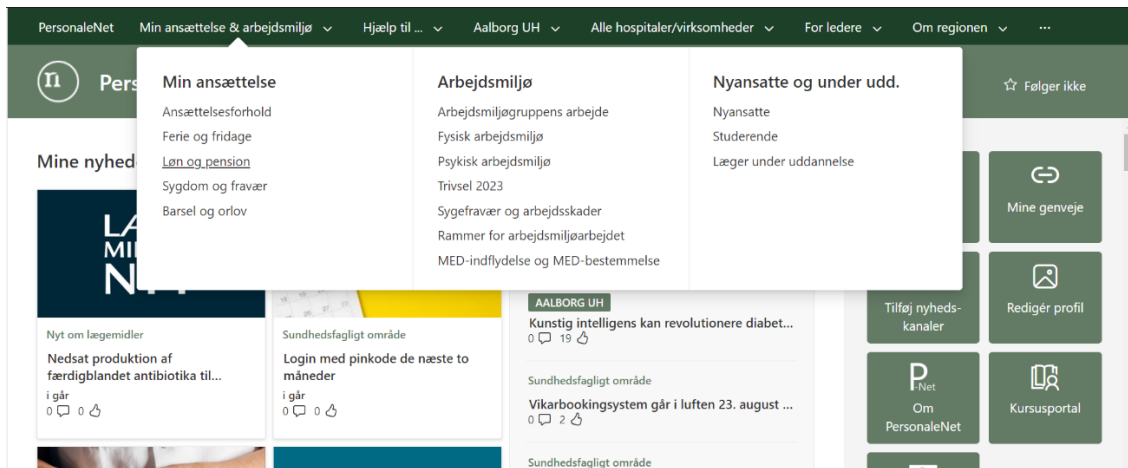 PersonaleNet Min ansættelse & arbejdsmiljø Hjælp til ... Aalborg UH Alle hospitaler/virksomheder For ledere Om regionen ...
n Pers Følger ikke
Min ansættelse
Ansættelsesforhold
Ferie og fridage
Løn og pension
Sygdom og fravær
Barsel og orlov
Arbejdsmiljø
Arbejdsmiljøgruppens arbejde
Fysisk arbejdsmiljø
Psykisk arbejdsmiljø
Trivsel 2023
Sygefravær og arbejdsskader
Rammer for arbejdsmiljøarbejdet
MED-indflydelse og MED-bestemmelse
Nyansatte og under udd.
Nyansatte
Studerende
Læger under uddannelse
Mine nyhed
Nyt om lægemidler
Nedsat produktion af
færdigblandet antibiotika til...
i går
0 0
Sundhedsfagligt område
Login med pinkode de næste to
måneder
i går
0 0
AALBORG UH
Kunstig intelligens kan revolutionere diabet...
0 19
Sundhedsfagligt område
Vikarbookingsystem går i luften 23. august ...
0 2
Sundhedsfagligt område
Mine genveje
Tilføj nyheds-
kanaler
Redigér profil
P-Net
Om
PersonaleNet
Kursusportal